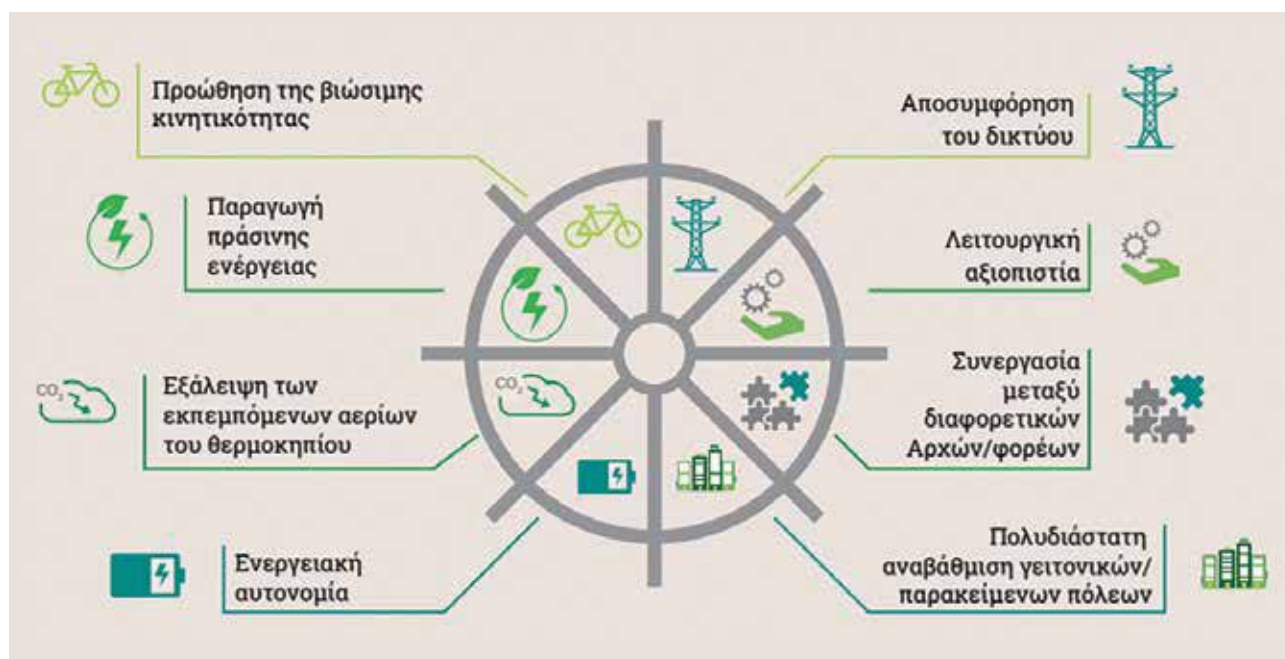 Προώθηση της βιώσιμης
κινητικότητας
Παραγωγή
πράσινης
ενέργειας
CO₂
Εξάλειψη των
εκπεμπόμενων αερίων
του θερμοκηπίου
Ενεργειακή
αυτονομία
CO₂
Αποσυμφόρηση
του δικτύου
Λειτουργική
αξιοπιστία
Συνεργασία
μεταξύ
διαφορετικών
Αρχών/φορέων
Πολυδιάστατη
αναβάθμιση γειτονικών/
παρακείμενων πόλεων